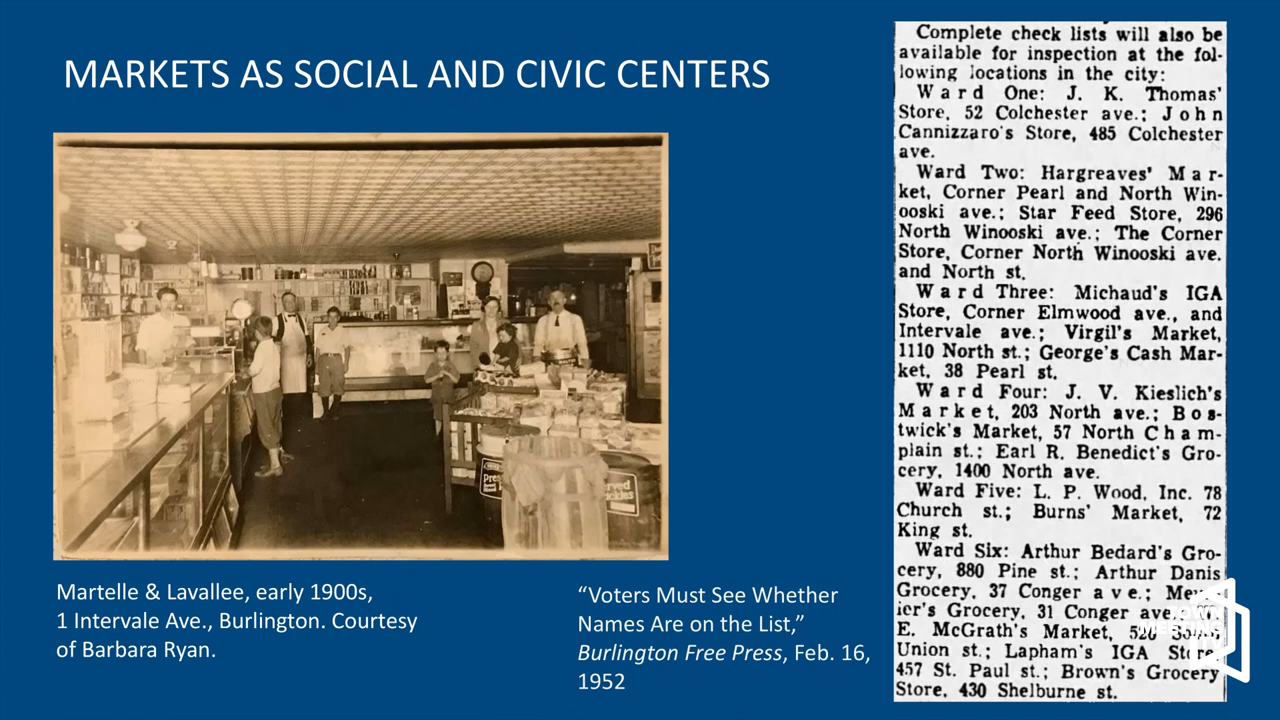 MARKETS AS SOCIAL AND CIVIC CENTERS
Martelle & Lavallee, early 1900s,
1 Intervale Ave., Burlington. Courtesy
of Barbara Ryan.
“Voters Must See Whether
Names Are on the List,”
Burlington Free Press, Feb. 16,
1952
Complete check lists will also be
available for inspection at the fol-
lowing locations in the city:
Ward One: J. K. Thomas'
Store, 52 Colchester ave.; John
Cannizzaro's Store, 485 Colchester
ave.
Ward Two: Hargreaves' Mar-
ket, Corner Pearl and North Win-
ooski ave.; Star Feed Store, 296
North Winooski ave.; The Corner
Store, Corner North Winooski ave.
and North st.
Ward Three: Michaud's IGA
Store, Corner Elmwood ave., and
Intervale ave.; Virgil's Market,
1110 North st.; George's Cash Mar-
ket, 38 Pearl st.
Ward Four: J. V. Kieslich's
Market, 203 North ave.; Bos-
twick's Market, 57 North Cham-
plain st.; Earl R. Benedict's Gro-
cery, 1400 North ave.
Ward Five: L. P. Wood, Inc. 78
Church st.; Burns' Market, 72
King st.
Ward Six: Arthur Bedard's Gro-
cery, 880 Pine st.; Arthur Danis
Grocery, 37 Conger ave.;
ier's Grocery, 31 Conger ave.
E. McGrath's Market,
Union st.; Lapham's IGA Store,
457 St. Paul st.; Brown's Grocery
Store, 430 Shelburne st.
TOWN
MEETING